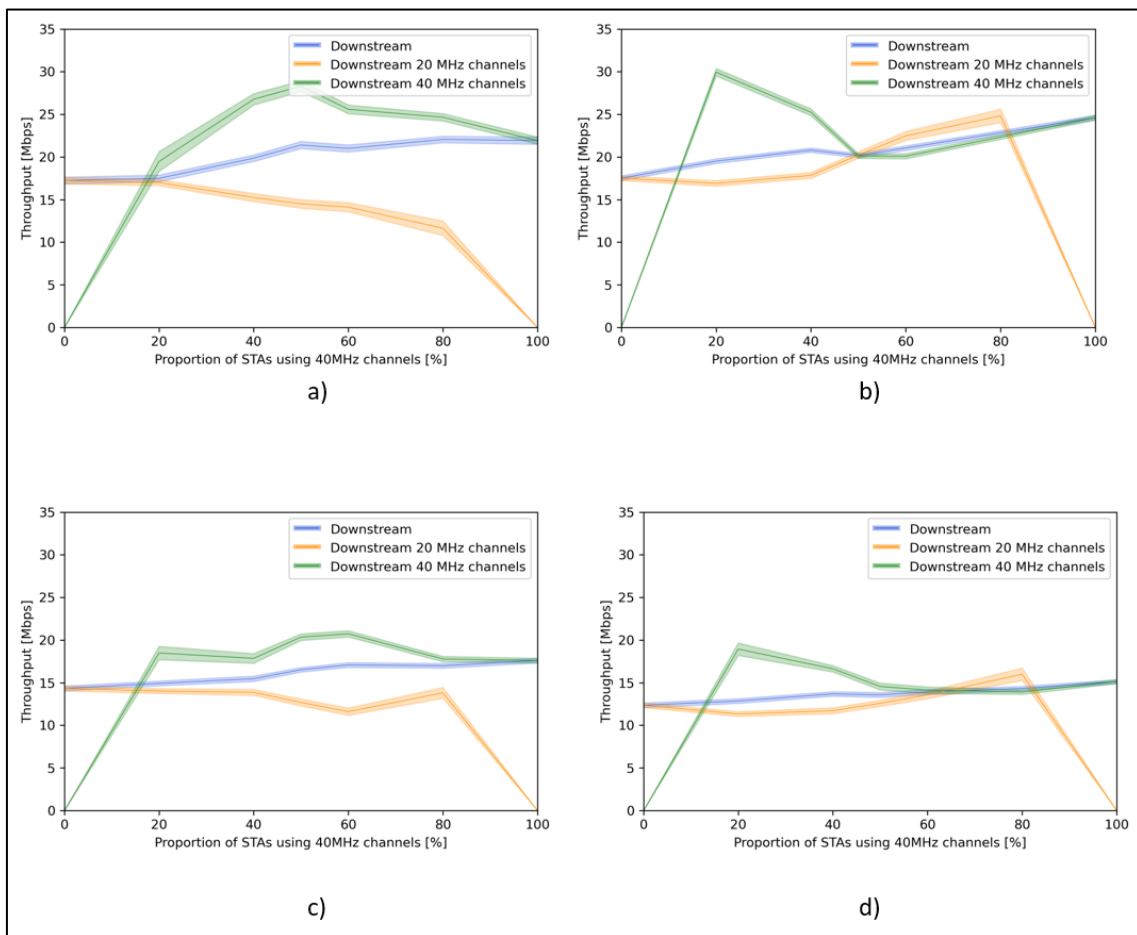 35
30
25
20
15
10
5
0
Throughput [Mbps]
Downstream
Downstream 20 MHz channels
Downstream 40 MHz channels
0 20 40 60 80 100
Proportion of STAs using 40MHz channels [%]
a)
35
30
25
20
15
10
5
0
Throughput [Mbps]
Downstream
Downstream 20 MHz channels
Downstream 40 MHz channels
0 20 40 60 80 100
Proportion of STAs using 40MHz channels [%]
b)
35
30
25
20
15
10
5
0
Throughput [Mbps]
Downstream
Downstream 20 MHz channels
Downstream 40 MHz channels
0 20 40 60 80 100
Proportion of STAs using 40MHz channels [%]
c)
35
30
25
20
15
10
5
0
Throughput [Mbps]
Downstream
Downstream 20 MHz channels
Downstream 40 MHz channels
0 20 40 60 80 100
Proportion of STAs using 40MHz channels [%]
d)